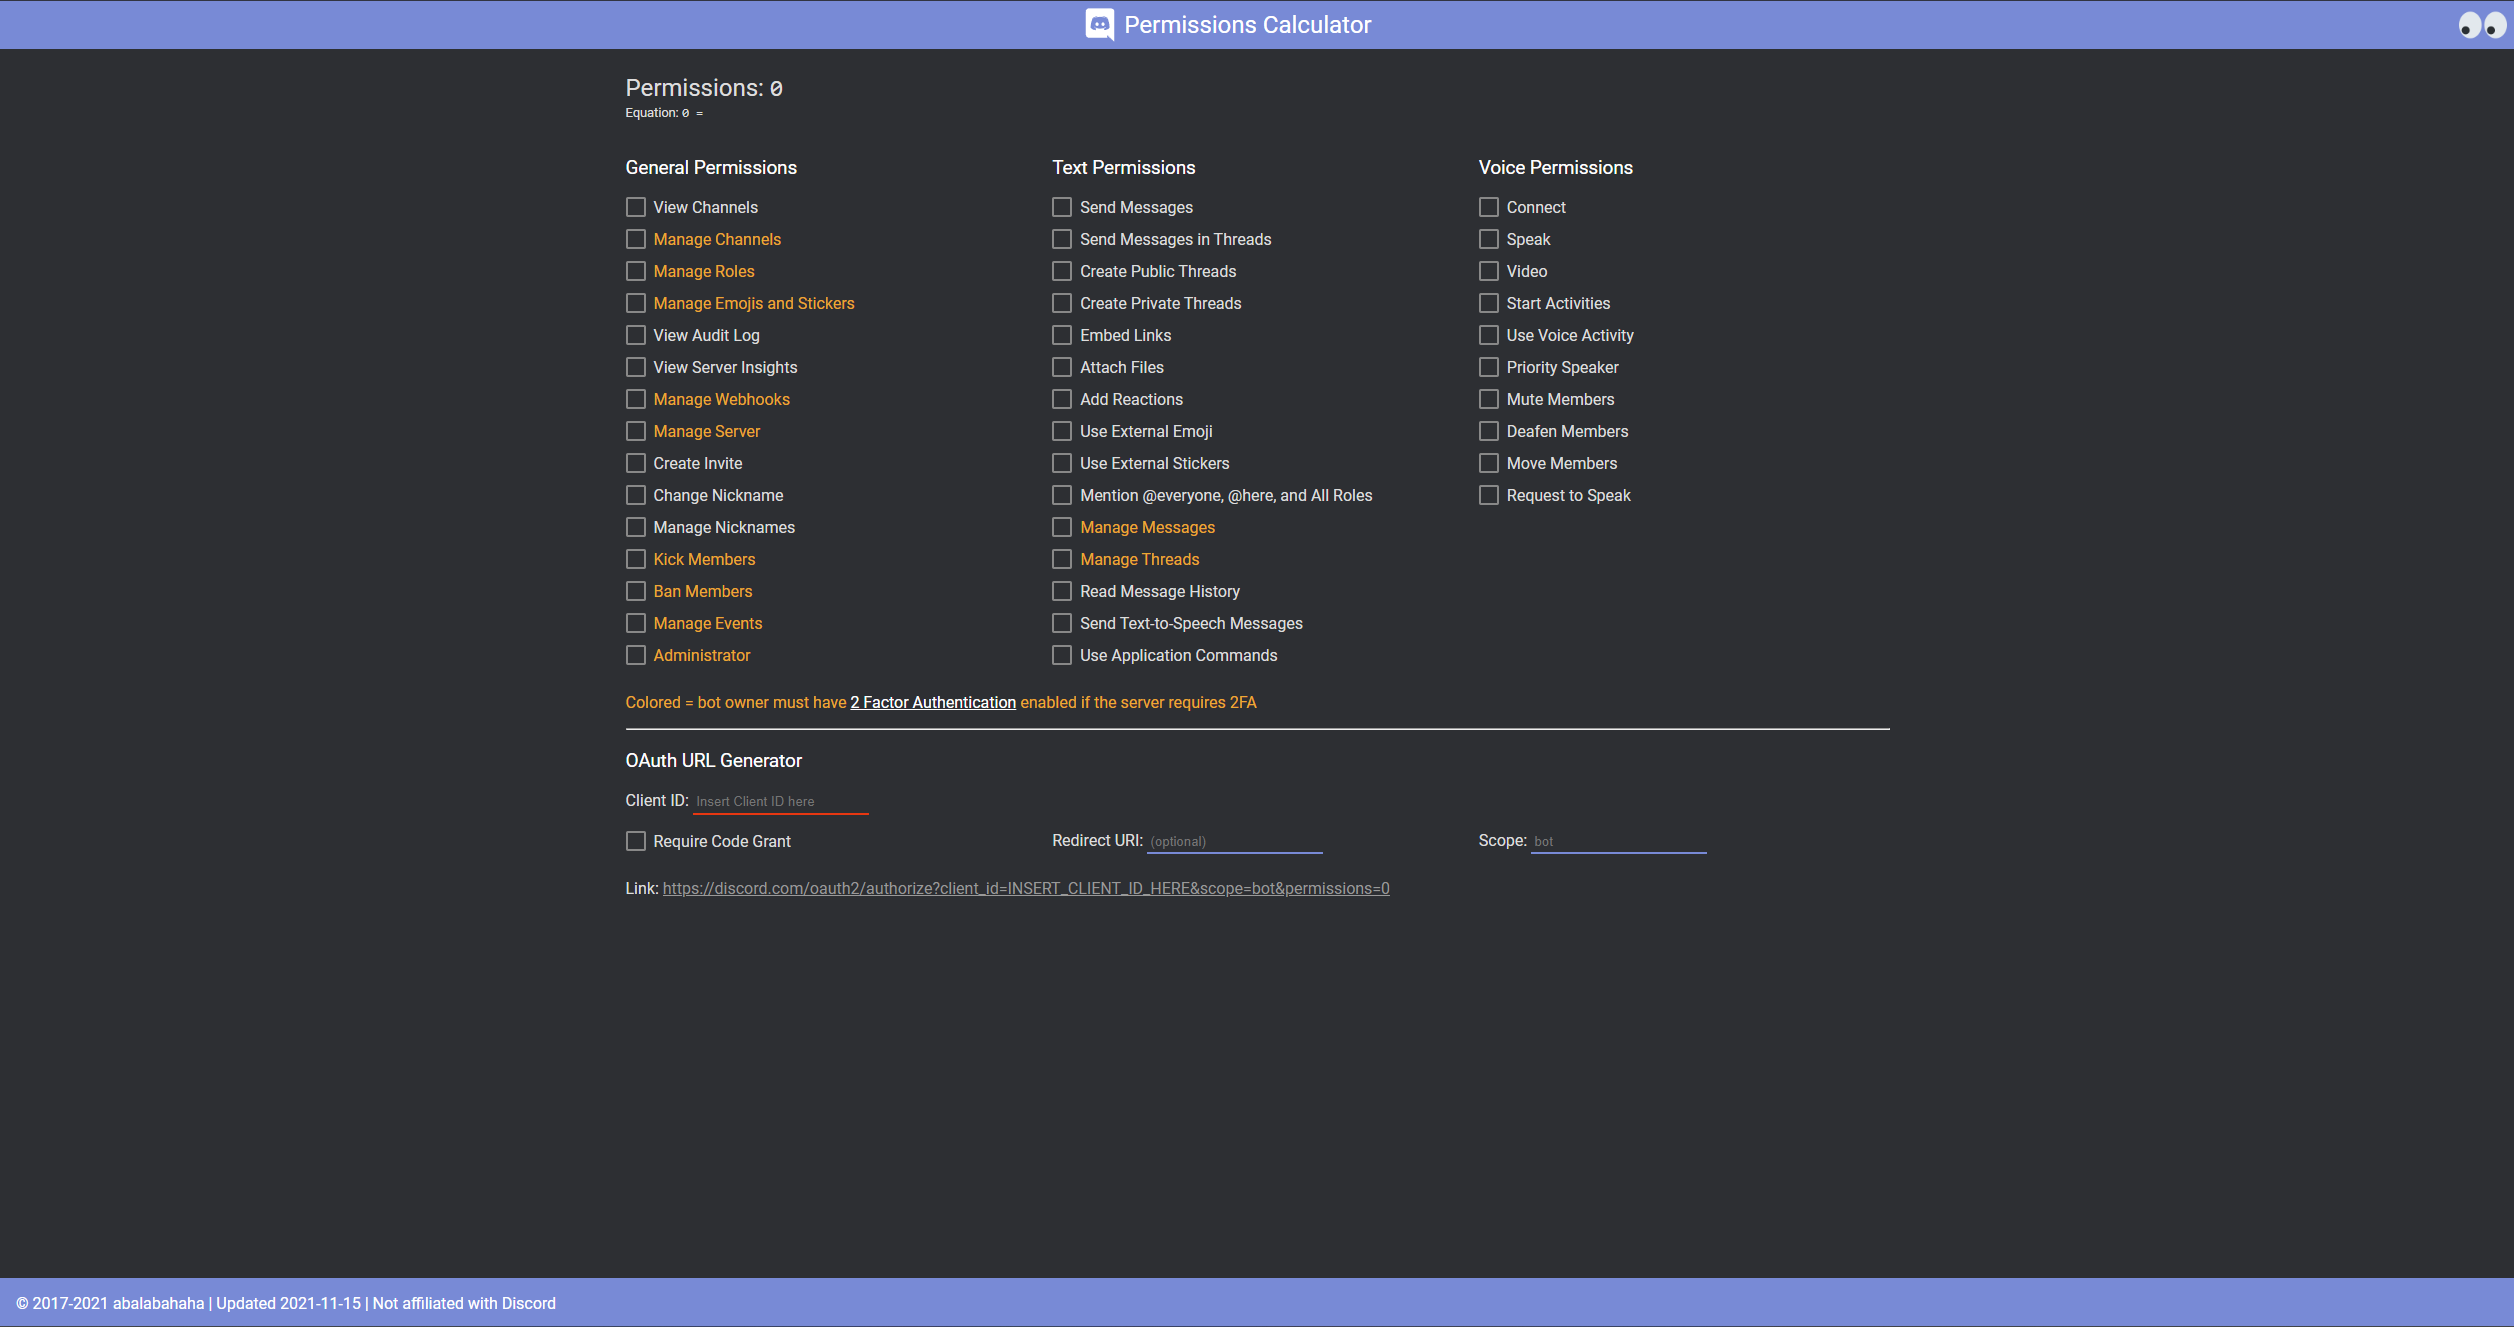 Permissions Calculator
Permissions: 0
Equation: 0 =
General Permissions
View Channels
Manage Channels
Manage Roles
Manage Emojis and Stickers
View Audit Log
View Server Insights
Manage Webhooks
Manage Server
Create Invite
Change Nickname
Manage Nicknames
Kick Members
Ban Members
Manage Events
Administrator
Text Permissions
Send Messages
Send Messages in Threads
Create Public Threads
Create Private Threads
Embed Links
Attach Files
Add Reactions
Use External Emoji
Use External Stickers
Mention @everyone, @here, and All Roles
Manage Messages
Manage Threads
Read Message History
Send Text-to-Speech Messages
Use Application Commands
Voice Permissions
Connect
Speak
Video
Start Activities
Use Voice Activity
Priority Speaker
Mute Members
Deafen Members
Move Members
Request to Speak
Colored = bot owner must have 2 Factor Authentication enabled if the server requires 2FA
OAuth URL Generator
Client ID: Insert Client ID here
Require Code Grant
Redirect URI: (optional)
Scope: bot
Link: https://discord.com/oauth2/authorize?client_id=INSERT_CLIENT_ID_HERE&scope=bot&permissions=0
© 2017-2021 abalabahaha | Updated 2021-11-15 | Not affiliated with Discord